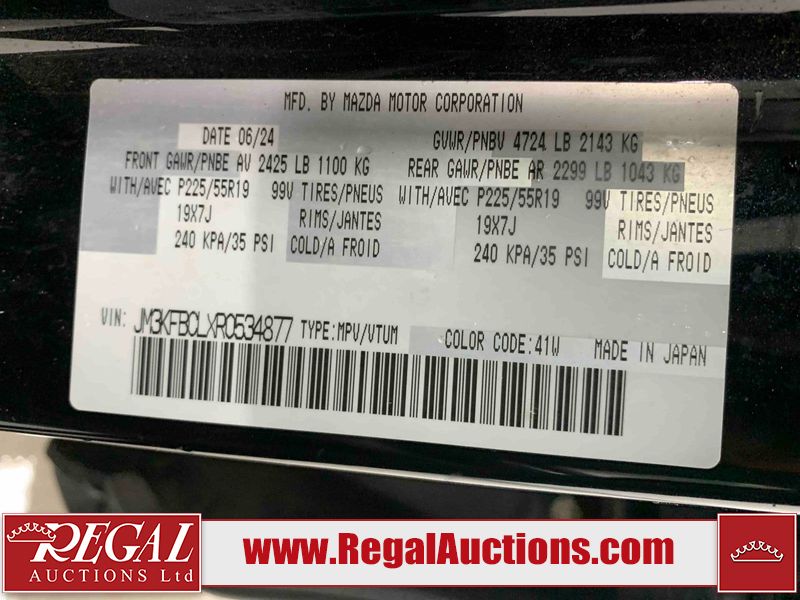 MFD. BY MAZDA MOTOR CORPORATION
DATE 06/24 GVWR/PNBV 4724 LB 2143 KG
FRONT GAWR/PNBE AV 2425 LB 1100 KG REAR GAWR/PNBE AR 2299 LB 1043 KG
WITH/AVEC P225/55R19 99V TIRES/PNEUS WITH/AVEC P225/55R19 99V TIRES/PNEUS
19X7J RIMS/JANTES 19X7J RIMS/JANTES
240 KPA/35 PSI COLD/A FROID 240 KPA/35 PSI COLD/A FROID
VIN: JM3KFBCLXR0534877 TYPE:MPV/VTUM COLOR CODE:41W MADE IN JAPAN
REGAL
AUCTIONS Ltd
www.RegalAuctions.com